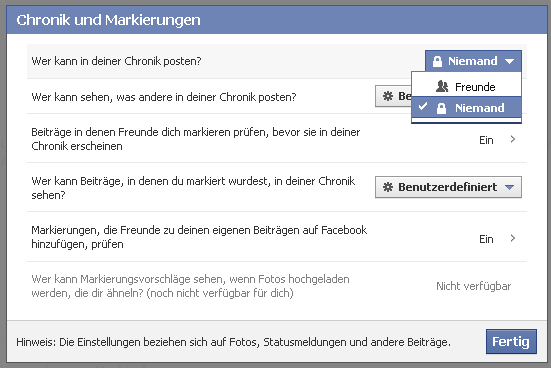 Chronik und Markierungen
Wer kann in deiner Chronik posten?
Niemand
Freunde
Niemand
Wer kann sehen, was andere in deiner Chronik posten?
Be
Beiträge in denen Freunde dich markieren prüfen, bevor sie in deiner
Chronik erscheinen
Ein
Wer kann Beiträge, in denen du markiert wurdest, in deiner Chronik
sehen?
Benutzerdefiniert
Markierungen, die Freunde zu deinen eigenen Beiträgen auf Facebook
hinzufügen, prüfen
Ein
Wer kann Markierungsvorschläge sehen, wenn Fotos hochgeladen
werden, die dir ähneln? (noch nicht verfügbar für dich)
Nicht verfügbar
Hinweis: Die Einstellungen beziehen sich auf Fotos, Statusmeldungen und andere Beiträge.
Fertig